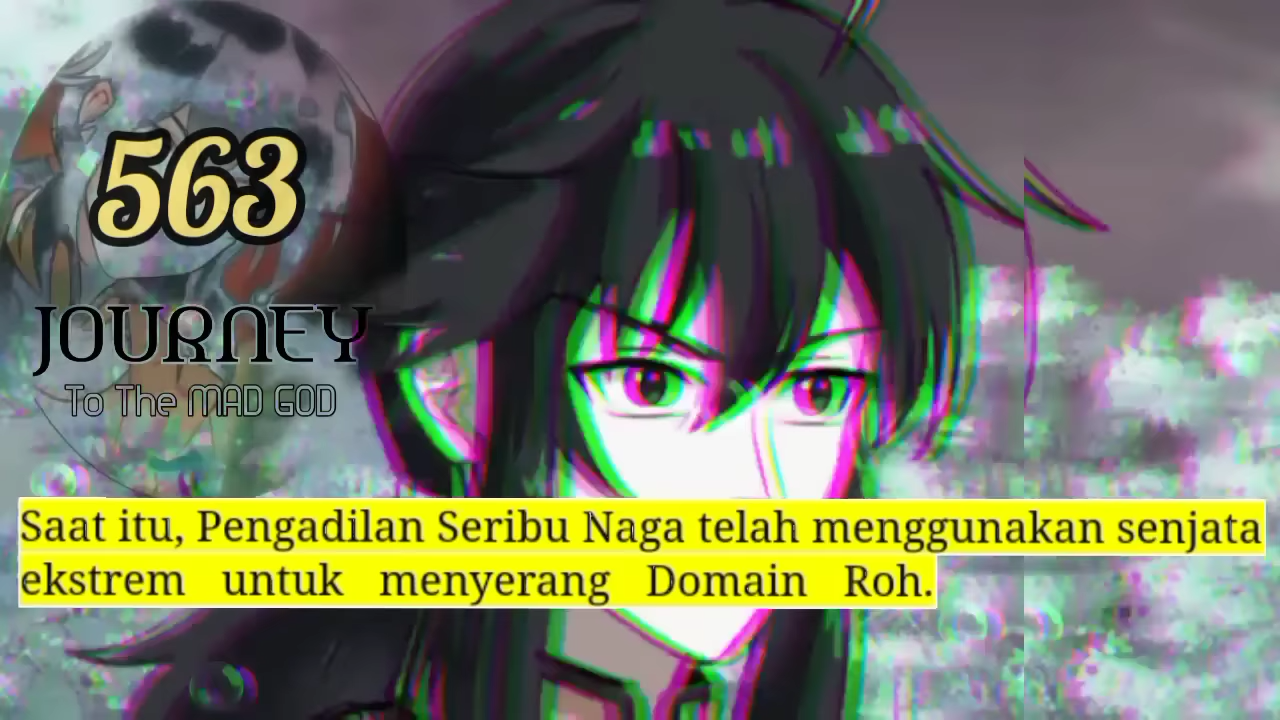 563
JOURNEY
To The MAD GOD
Saat itu, Pengadilan Seribu Naga telah menggunakan senjata
ekstrem untuk menyerang Domain Roh.